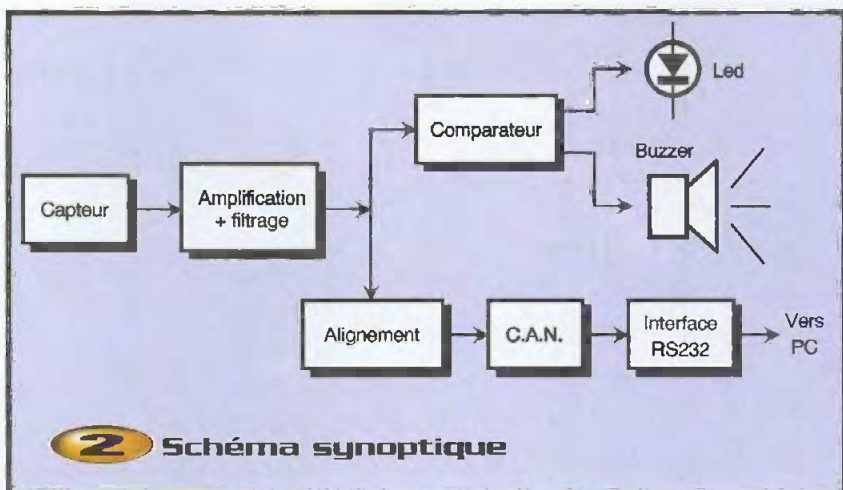 Led
Comparateur
Buzzer
Capteur
Amplification
+ filtrage
Alignement
C.A.N.
Interface
RS232
Vers
PC
2 Schéma synoptique